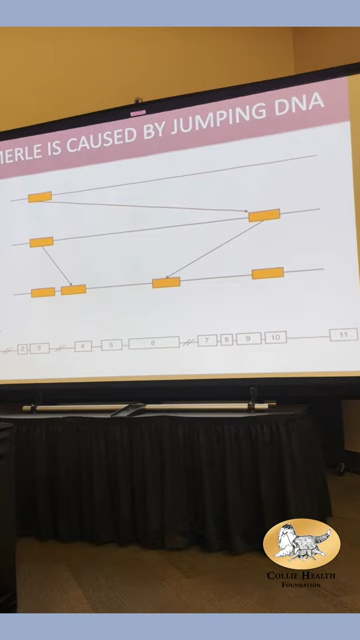 MERLE IS CAUSED BY JUMPING DNA
2 3 4 5 6 7 8 9 10 11
COLLIE HEALTH
FOUNDATION